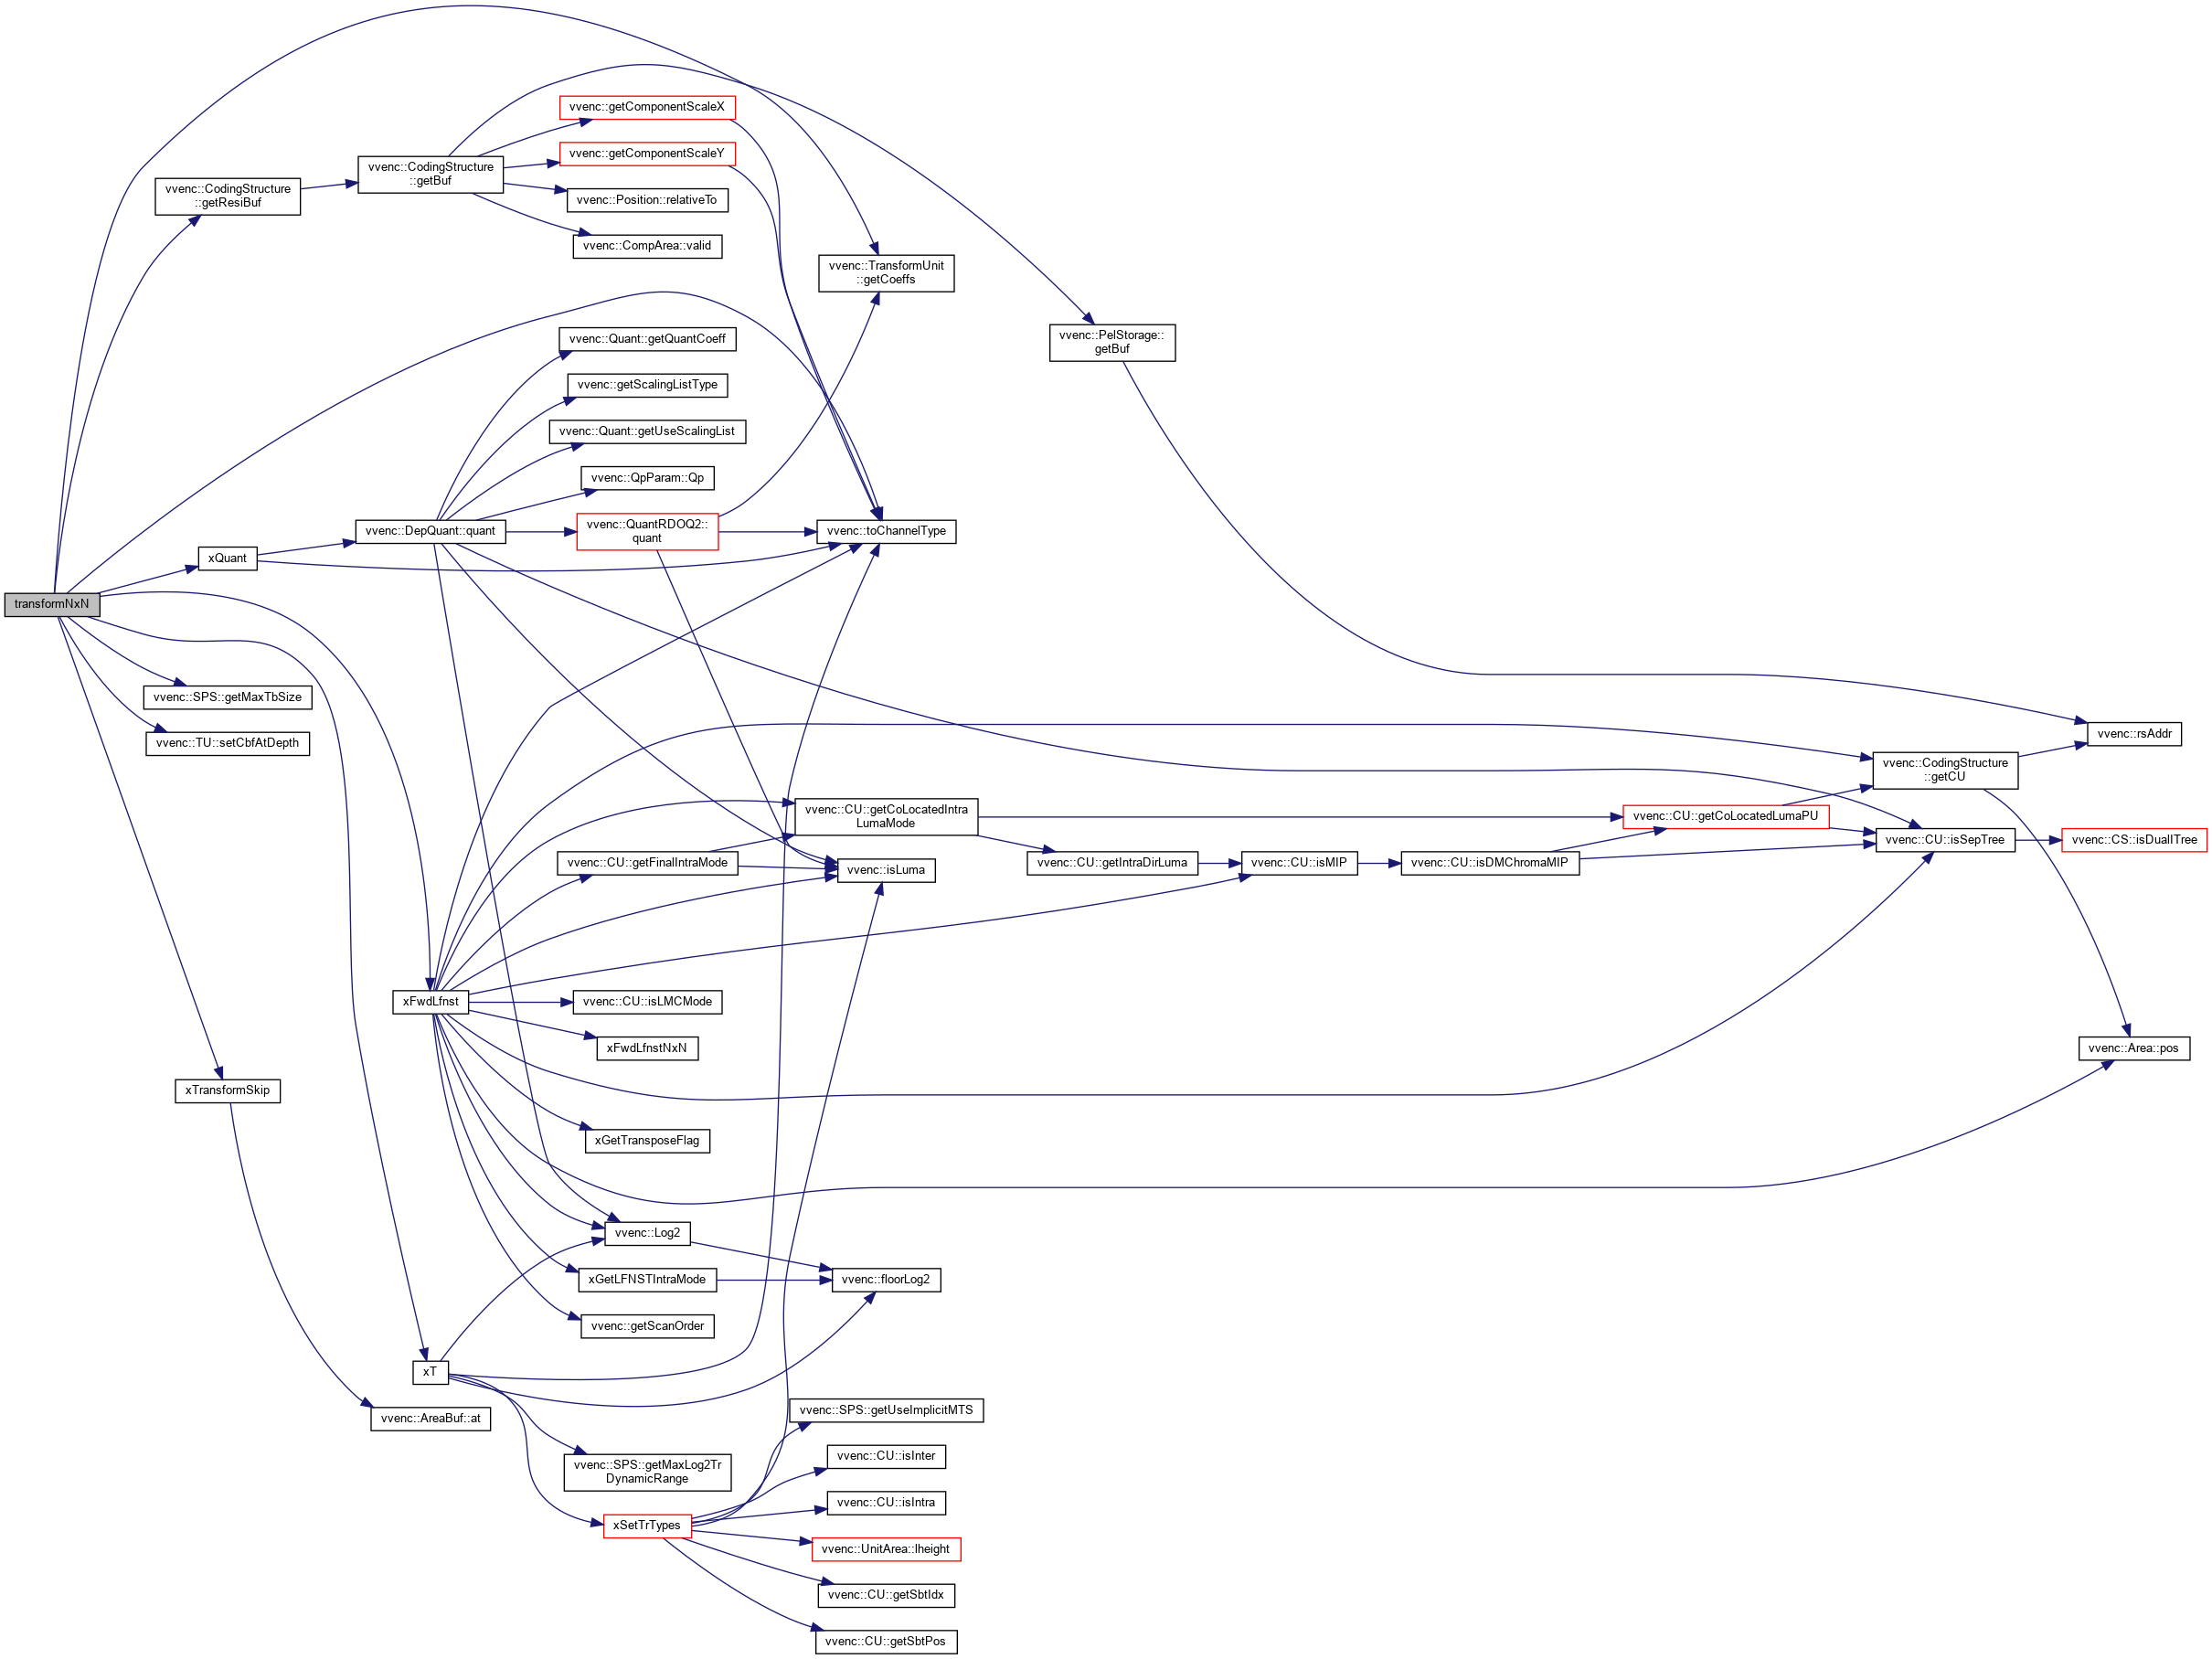 transformNxN
vvenc::CodingStructure
::getResiBuf
vvenc::CodingStructure
::getBuf
vvenc::getComponentScaleX
vvenc::getComponentScaleY
vvenc::Position::relativeTo
vvenc::CompArea::valid
vvenc::TransformUnit
::getCoeffs
vvenc::PelStorage::
getBuf
vvenc::Quant::getQuantCoeff
vvenc::getScalingListType
vvenc::Quant::getUseScalingList
vvenc::QpParam::Qp
vvenc::DepQuant::quant
vvenc::QuantRDOQ2::
quant
vvenc::toChannelType
xQuant
vvenc::SPS::getMaxTbSize
vvenc::TU::setCbfAtDepth
vvenc::rsAddr
vvenc::CodingStructure
::getCU
vvenc::CU::getCoLocatedIntra
LumaMode
vvenc::CU::getCoLocatedLumaPU
vvenc::CU::isSepTree
vvenc::CS::isDualITree
vvenc::CU::getFinalIntraMode
vvenc::isLuma
vvenc::CU::getIntraDirLuma
vvenc::CU::isMIP
vvenc::CU::isDMChromaMIP
xFwdLfnst
vvenc::CU::isLMCMode
xFwdLfnstNxN
vvenc::Area::pos
xTransformSkip
xGetTransposeFlag
vvenc::Log2
xGetLFNSTIntraMode
vvenc::floorLog2
vvenc::getScanOrder
xT
vvenc::AreaBuf::at
vvenc::SPS::getUseImplicitMTS
vvenc::CU::isInter
vvenc::SPS::getMaxLog2Tr
DynamicRange
vvenc::CU::isIntra
xSetTrTypes
vvenc::UnitArea::lheight
vvenc::CU::getSbtIdx
vvenc::CU::getSbtPos